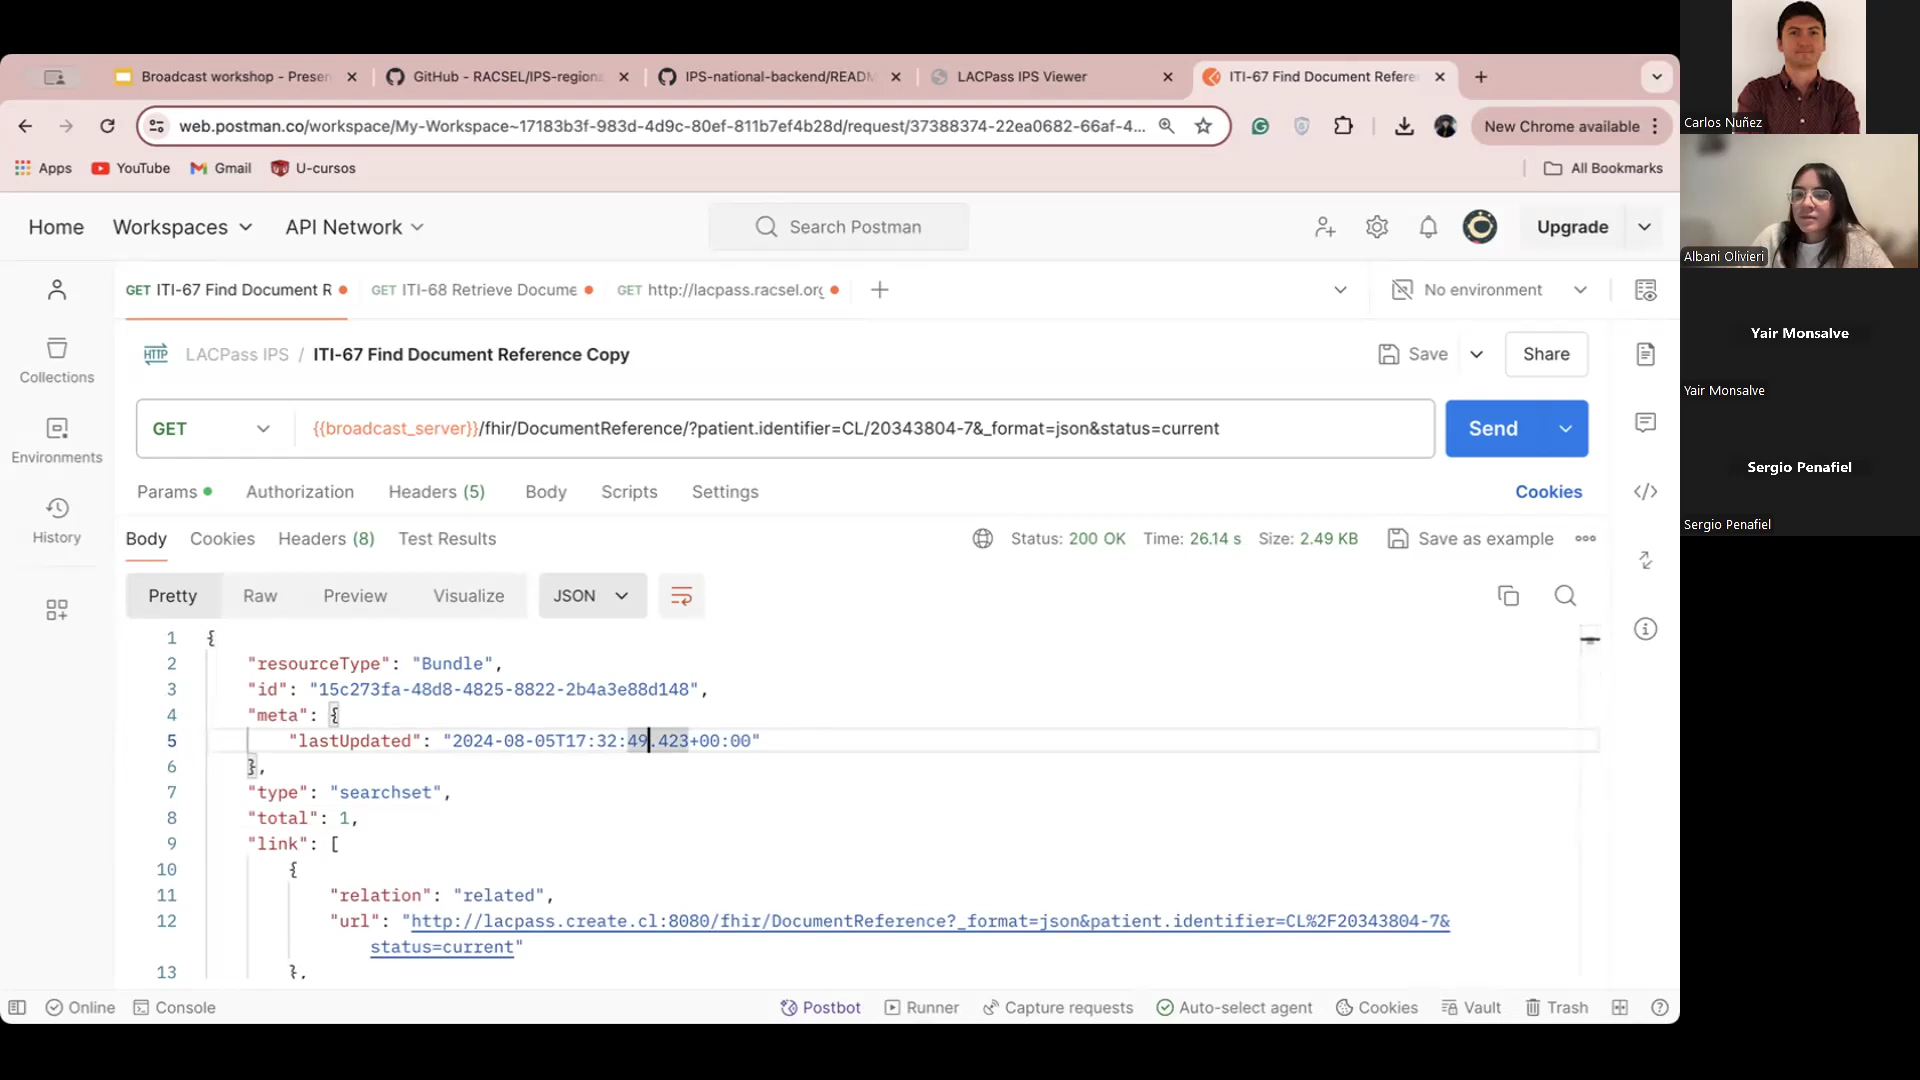 Broadcast workshop - Presen
GitHub - RACSEL/IPS-regiona
IPS-national-backend/READM
LACPass IPS Viewer
ITI-67 Find Document Refere
web.postman.co/workspace/My-Workspace~17183b3f-983d-4d9c-80ef-811b7ef4b28d/request/37388374-22ea0682-66af-4...
New Chrome available
Apps
YouTube
Gmail
U-cursos
All Bookmarks
Home
Workspaces
API Network
Search Postman
Upgrade
GET ITI-67 Find Document R
GET ITI-68 Retrieve Docume
GET http://lacpass.racsel.org
No environment
Collections
Environments
History
HTTP
LACPass IPS / ITI-67 Find Document Reference Copy
Save
Share
GET
{{broadcast_server}}/fhir/DocumentReference/?patient.identifier=CL/20343804-7&_format=json&status=current
Send
Params
Authorization
Headers (5)
Body
Scripts
Settings
Cookies
Body
Cookies
Headers (8)
Test Results
Status: 200 OK Time: 26.14 s Size: 2.49 KB
Save as example
Pretty
Raw
Preview
Visualize
JSON
1 {
2 "resourceType": "Bundle",
3 "id": "15c273fa-48d8-4825-8822-2b4a3e88d148",
4 "meta": {
5 "lastUpdated": "2024-08-05T17:32:49.423+00:00"
6 },
7 "type": "searchset",
8 "total": 1,
9 "link": [
10 {
11 "relation": "related",
12 "url": "http://lacpass.create.cl:8080/fhir/DocumentReference?_format=json&patient.identifier=CL%2F20343804-7&
status=current"
13 },
Online
Console
Postbot
Runner
Capture requests
Auto-select agent
Cookies
Vault
Trash
Carlos Nuñez
Albani Olivieri
Yair Monsalve
Yair Monsalve
Sergio Penafiel
Sergio Penafiel